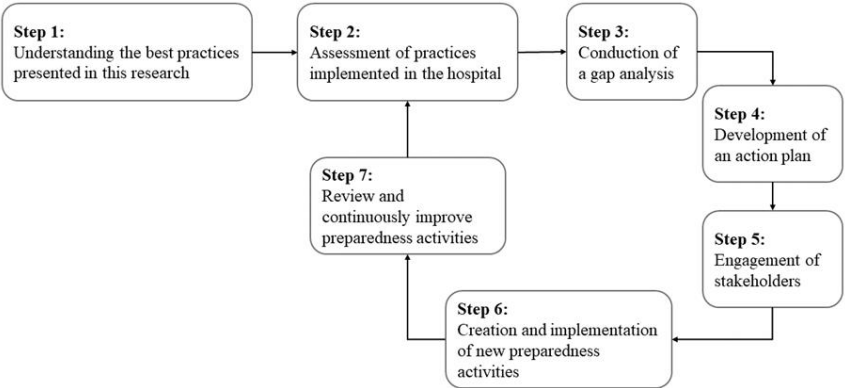 Step 1:
Understanding the best practices
presented in this research
Step 2:
Assessment of practices
implemented in the hospital
Step 3:
Conduction of
a gap analysis
Step 4:
Development of
an action plan
Step 5:
Engagement of
stakeholders
Step 6:
Creation and implementation
of new preparedness
activities
Step 7:
Review and
continuously improve
preparedness activities